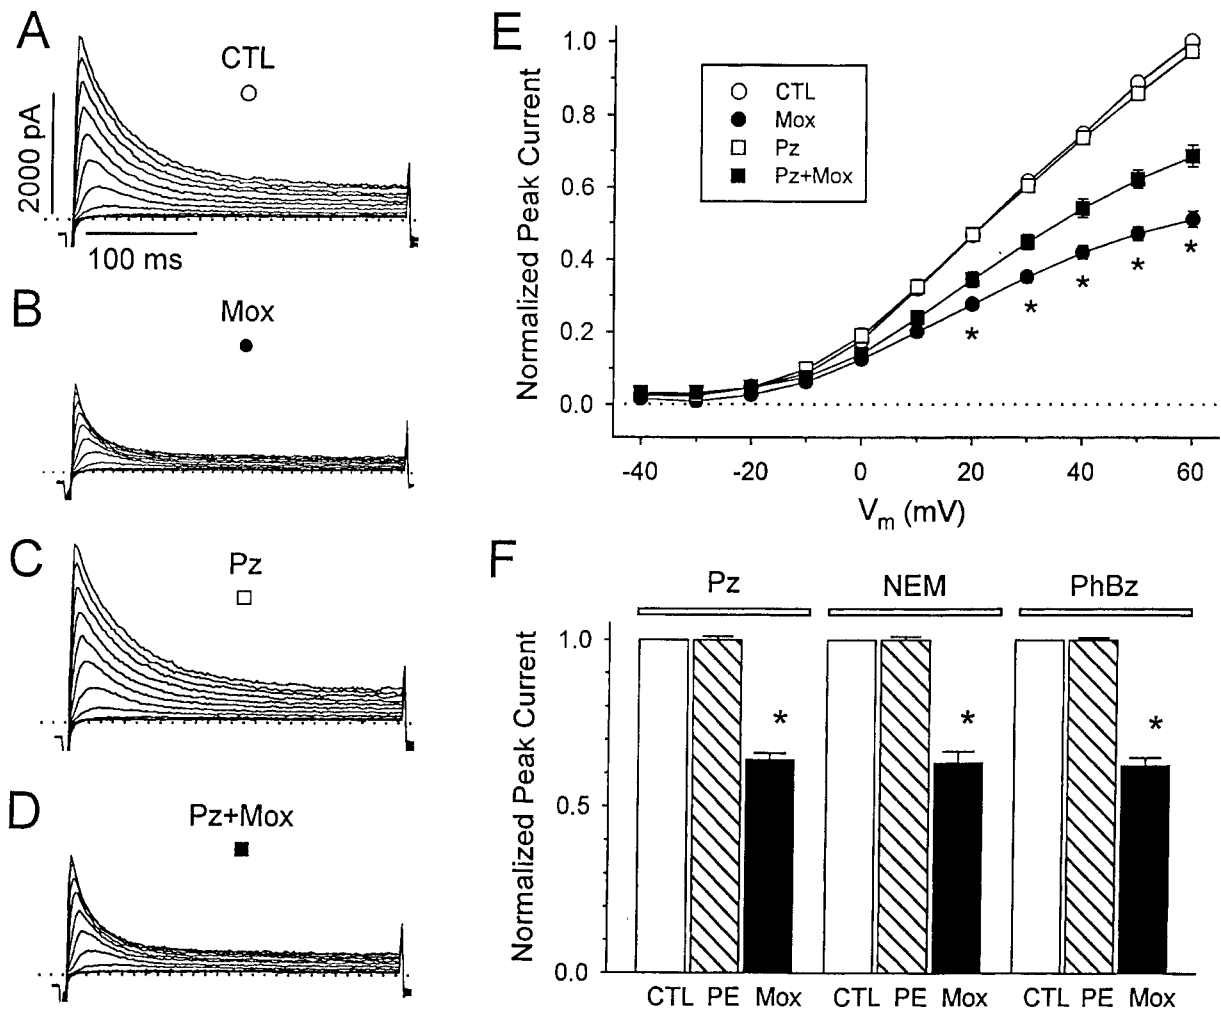 A
CTL
2000 pA
100 ms
B
Mox
C
Pz
D
Pz+Mox
E
Normalized Peak Current
1.0
0.8
0.6
0.4
0.2
0.0
CTL
Mox
Pz
Pz+Mox
*
*
*
*
*
-40 -20 0 20 40 60
Vm (mV)
F
Pz NEM PhBz
Normalized Peak Current
1.0
0.5
0.0
* * *
CTL PE Mox CTL PE Mox CTL PE Mox